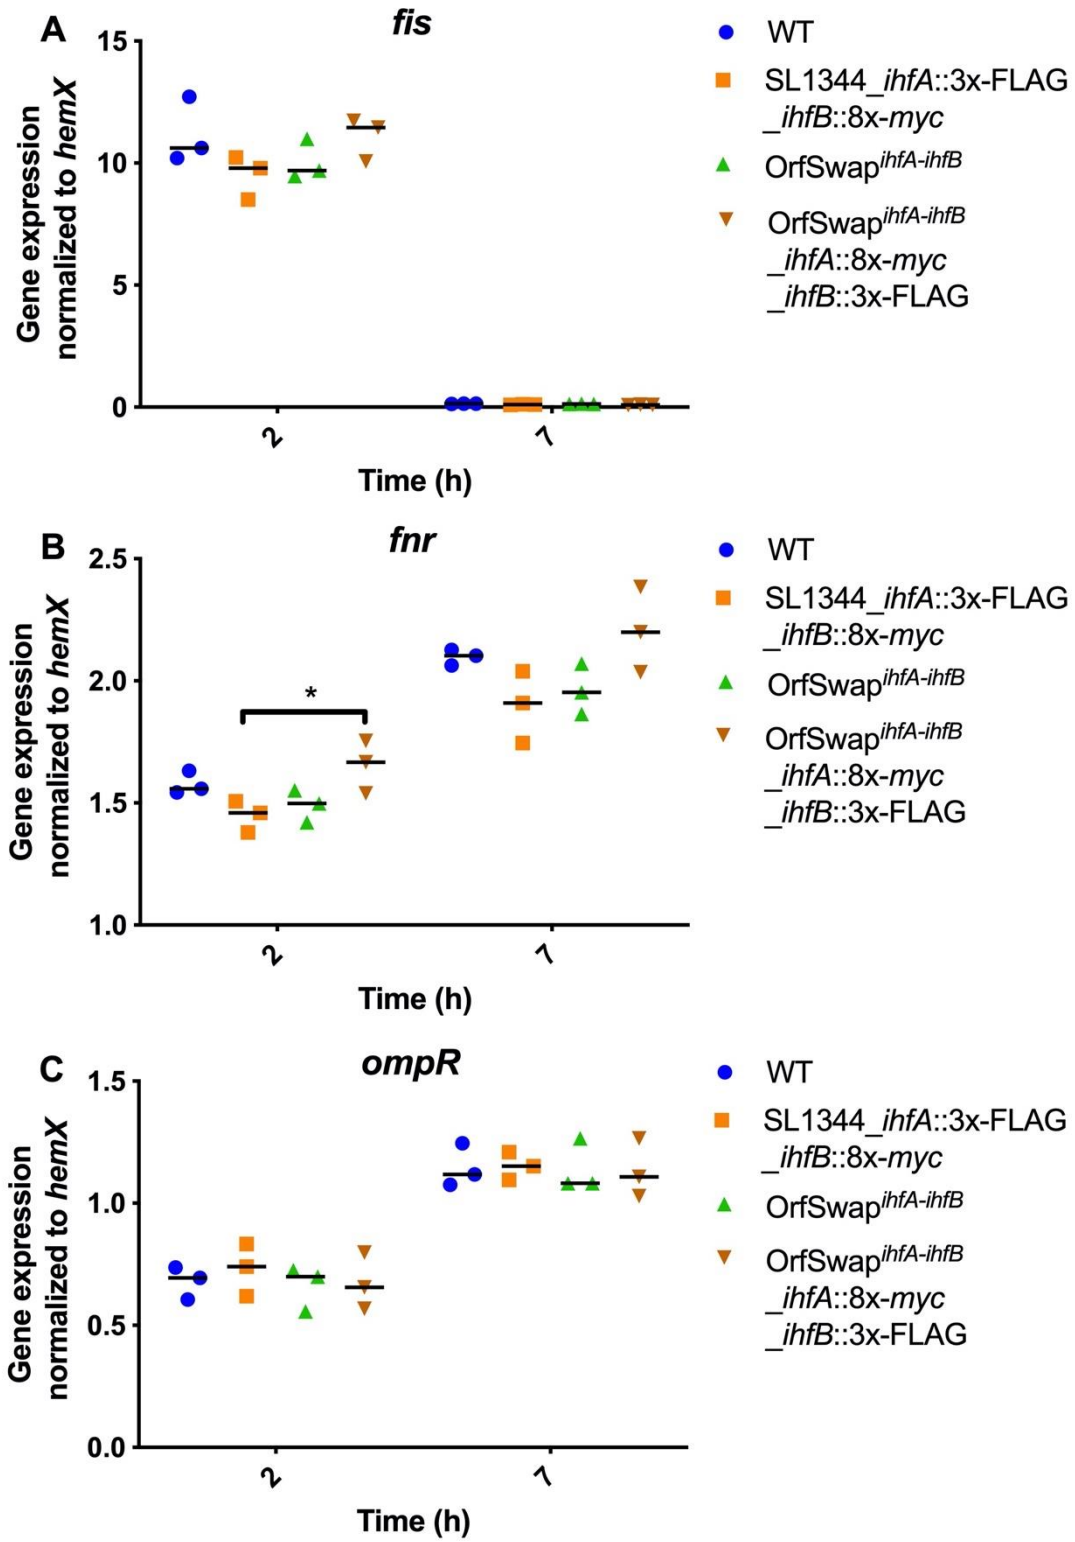 A
fis
Gene expression
normalized to hemX
15
10
5
0
2
7
Time (h)
WT
SL1344_ihfA::3x-FLAG
_ihfB::8x-myc
OrfSwapihfA-ihfB
OrfSwapihfA-ihfB
_ihfA::8x-myc
_ihfB::3x-FLAG
B
fnr
Gene expression
normalized to hemX
2.5
2.0
1.5
1.0
*
2
7
Time (h)
WT
SL1344_ihfA::3x-FLAG
_ihfB::8x-myc
OrfSwapihfA-ihfB
OrfSwapihfA-ihfB
_ihfA::8x-myc
_ihfB::3x-FLAG
C
ompR
Gene expression
normalized to hemX
1.5
1.0
0.5
0.0
2
7
Time (h)
WT
SL1344_ihfA::3x-FLAG
_ihfB::8x-myc
OrfSwapihfA-ihfB
OrfSwapihfA-ihfB
_ihfA::8x-myc
_ihfB::3x-FLAG